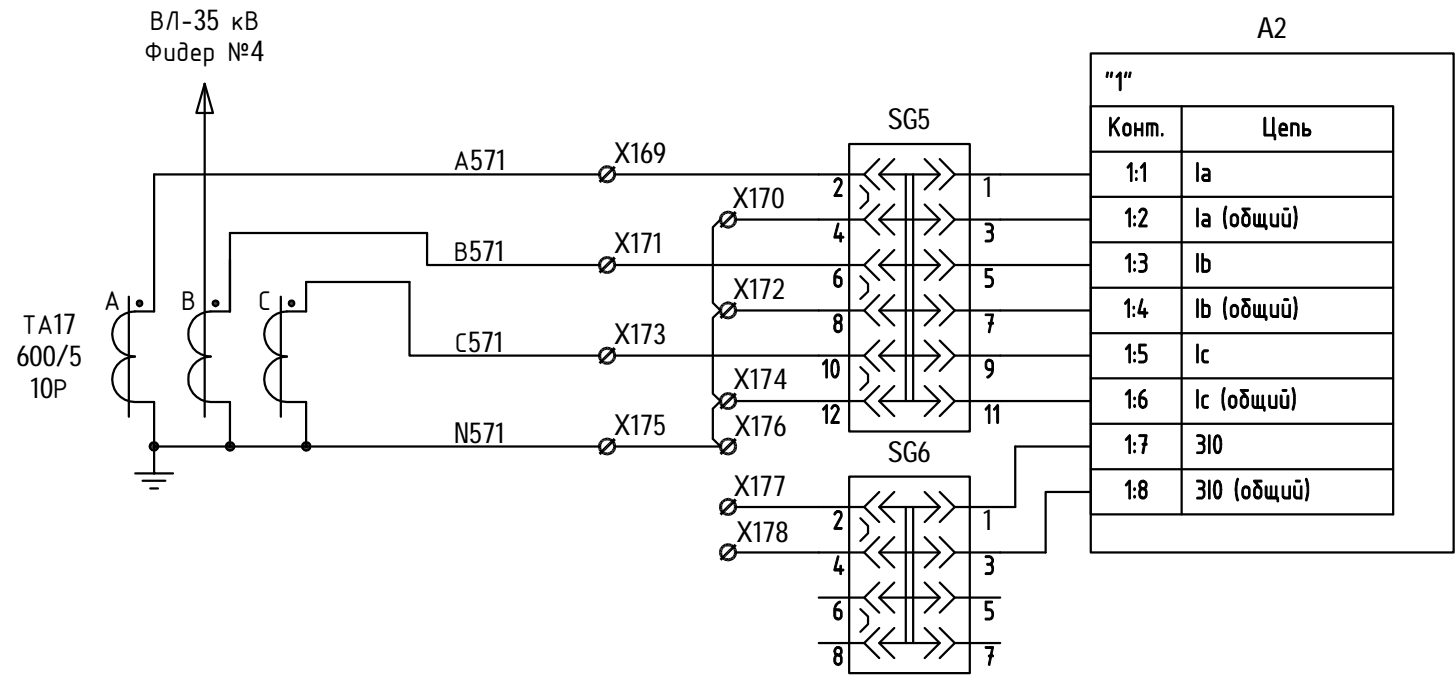 ВЛ-35 кВ
Фидер №4
A2
"1"
SG5
Конт. Цепь
A571 X169 2 1 1:1 Ia
X170 4 3 1:2 Ia (общий)
B571 X171 6 5 1:3 Ib
X172 8 7 1:4 Ib (общий)
A B C
TA17
600/5
10P
C571 X173 10 9 1:5 Ic
X174 12 11 1:6 Ic (общий)
N571 X175 X176
SG6
1:7 3I0
X177 2 1 1:8 3I0 (общий)
X178 4 3
6 5
8 7